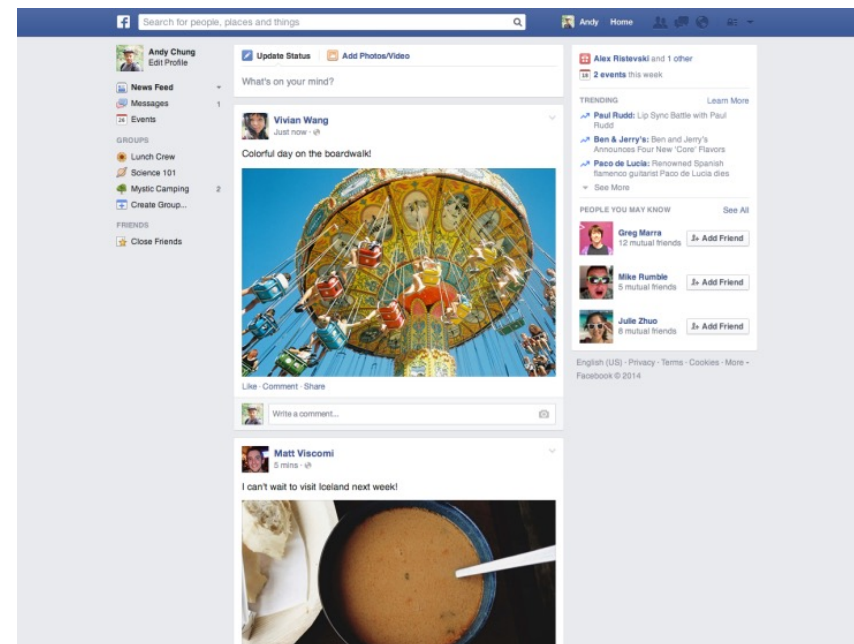 f
Search for people, places and things
Andy Home
Andy Chung
Edit Profile
News Feed
Messages 1
Events
GROUPS
Lunch Crew
Science 101
Mystic Camping 2
Create Group...
FRIENDS
Close Friends
Update Status
Add Photos/Video
What's on your mind?
Vivian Wang
Just now ·
Colorful day on the boardwalk!
Like · Comment · Share
Write a comment...
Matt Viscomi
5 mins ·
I can't wait to visit Iceland next week!
Alex Ristevski and 1 other
2 events this week
TRENDING Learn More
Paul Rudd: Lip Sync Battle with Paul
Rudd
Ben & Jerry's: Ben and Jerry's
Announces Four New 'Core' Flavors
Paco de Lucia: Renowned Spanish
flamenco guitarist Paco de Lucia dies
See More
PEOPLE YOU MAY KNOW See All
Greg Marra
12 mutual friends
Add Friend
Mike Rumble
5 mutual friends
Add Friend
Julie Zhuo
8 mutual friends
Add Friend
English (US) · Privacy · Terms · Cookies · More
Facebook © 2014